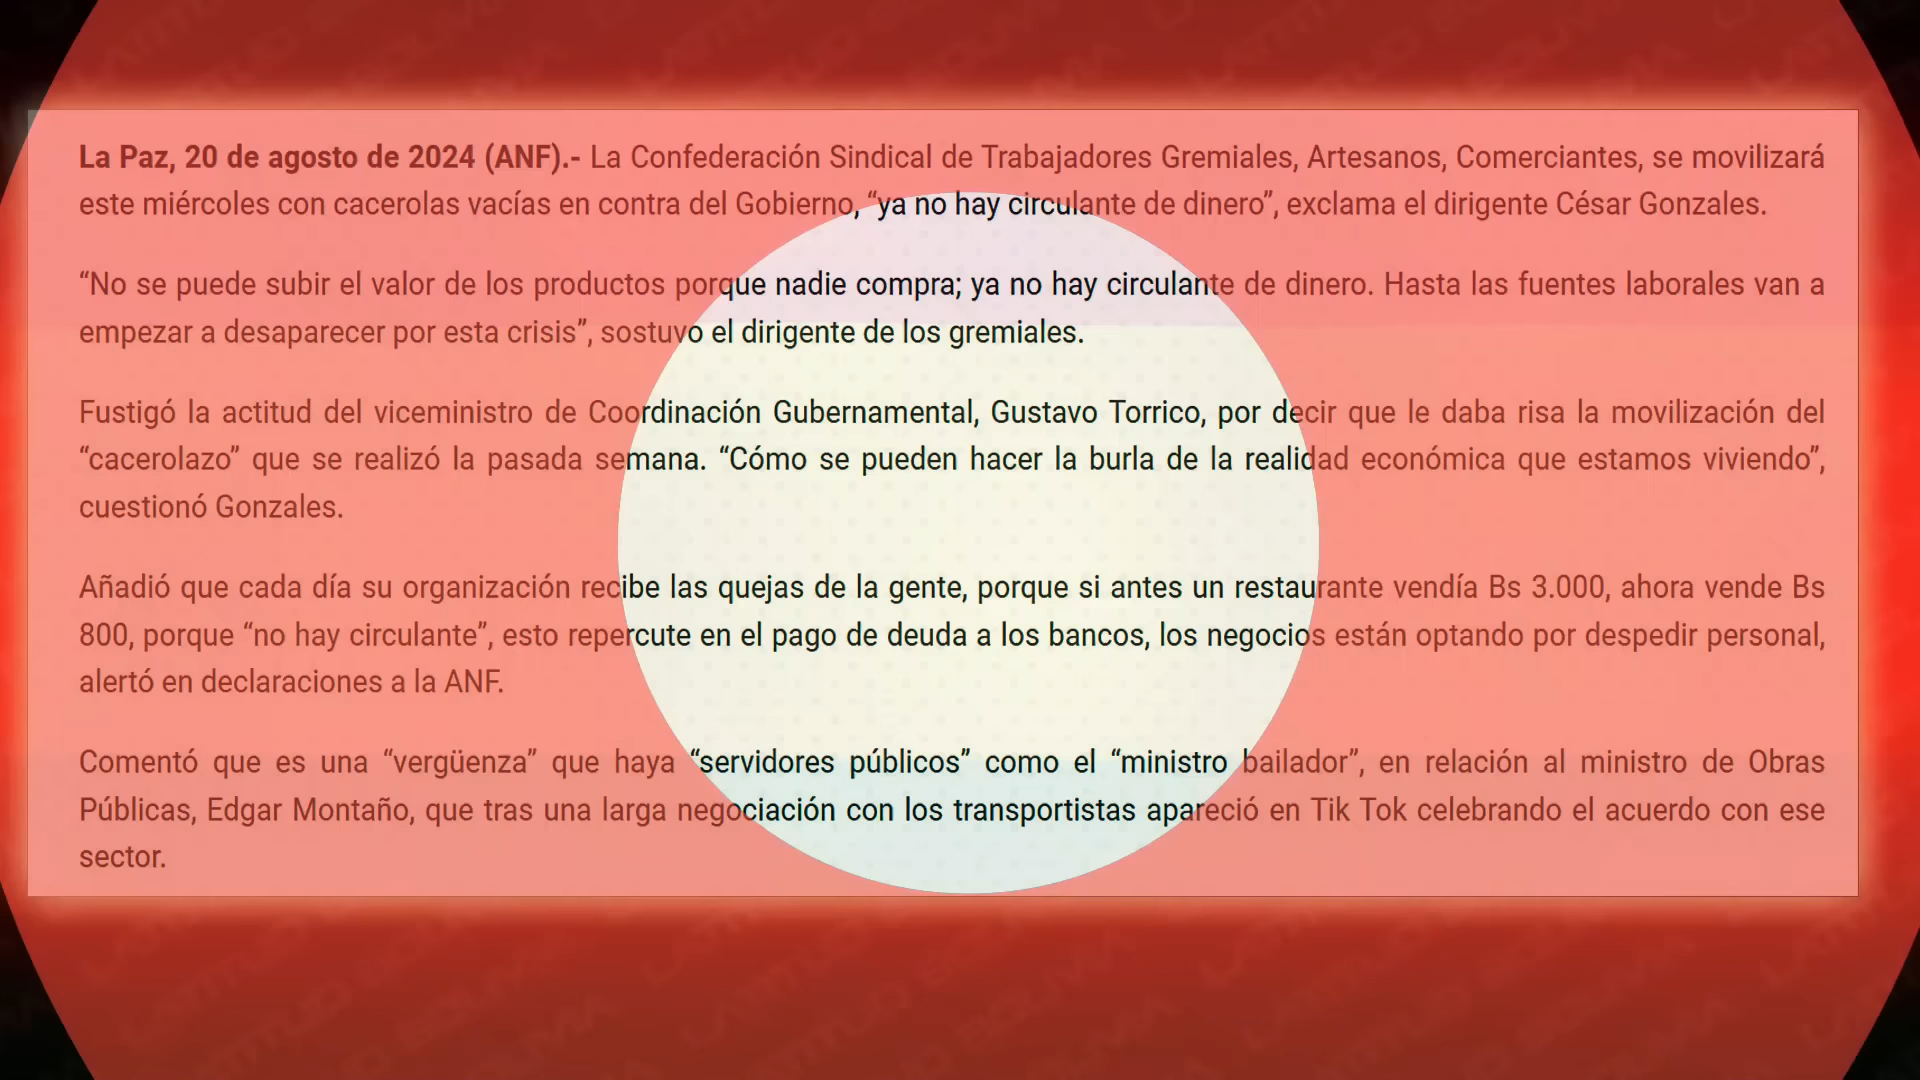 La Paz, 20 de agosto de 2024 (ANF).- La Confederación Sindical de Trabajadores Gremiales, Artesanos, Comerciantes, se movilizará
este miércoles con cacerolas vacías en contra del Gobierno, “ya no hay circulante de dinero”, exclama el dirigente César Gonzales.
“No se puede subir el valor de los productos porque nadie compra; ya no hay circulante de dinero. Hasta las fuentes laborales van a
empezar a desaparecer por esta crisis”, sostuvo el dirigente de los gremiales.
Fustigó la actitud del viceministro de Coordinación Gubernamental, Gustavo Torrico, por decir que le daba risa la movilización del
“cacerolazo” que se realizó la pasada semana. “Cómo se pueden hacer la burla de la realidad económica que estamos viviendo”,
cuestionó Gonzales.
Añadió que cada día su organización recibe las quejas de la gente, porque si antes un restaurante vendía Bs 3.000, ahora vende Bs
800, porque “no hay circulante”, esto repercute en el pago de deuda a los bancos, los negocios están optando por despedir personal,
alertó en declaraciones a la ANF.
Comentó que es una “vergüenza” que haya “servidores públicos” como el “ministro bailador”, en relación al ministro de Obras
Públicas, Edgar Montaño, que tras una larga negociación con los transportistas apareció en Tik Tok celebrando el acuerdo con ese
sector.